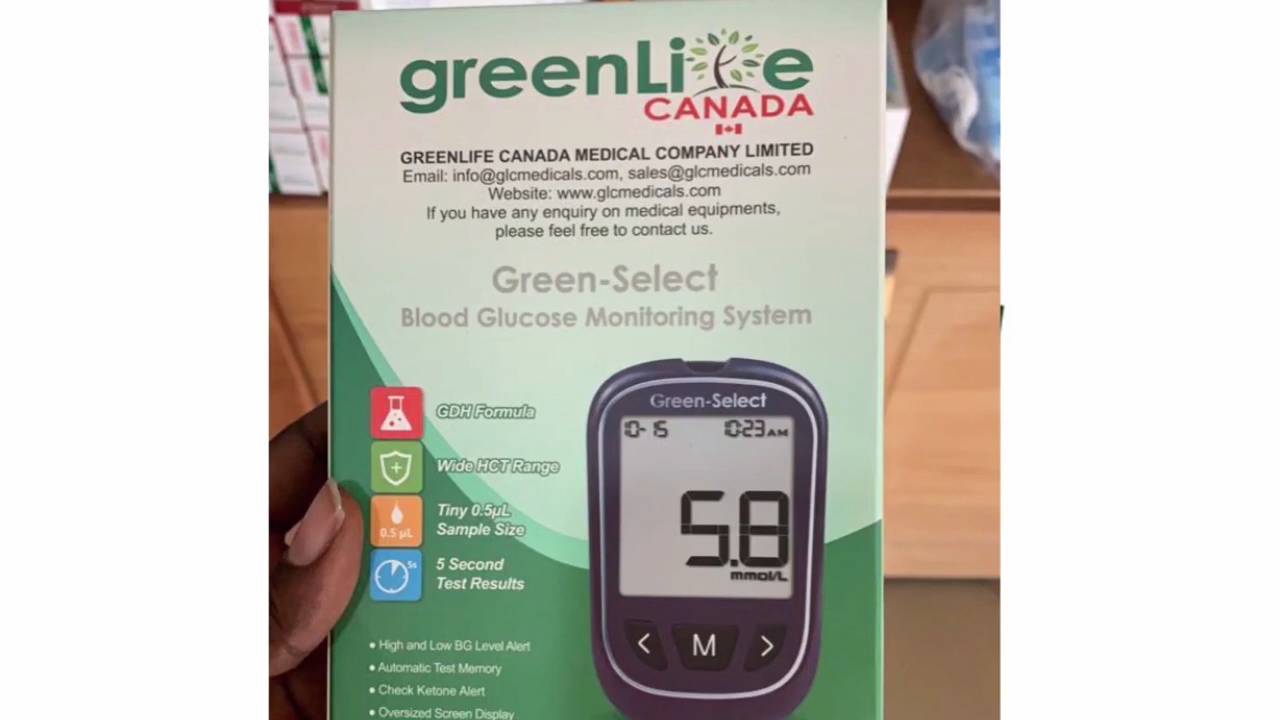 greenLife
CANADA
GREENLIFE CANADA MEDICAL COMPANY LIMITED
Email: info@glcmedicals.com, sales@glcmedicals.com
Website: www.glcmedicals.com
If you have any enquiry on medical equipments,
please feel free to contact us.
Green-Select
Blood Glucose Monitoring System
GDH Formula
Wide HCT Range
0.5 µL
Tiny 0.5µL
Sample Size
5s
5 Second
Test Results
• High and Low BG Level Alert
• Automatic Test Memory
• Check Ketone Alert
• Oversized Screen Display
Green-Select
10-15 10:23AM
5.8
mmol/L
< M >